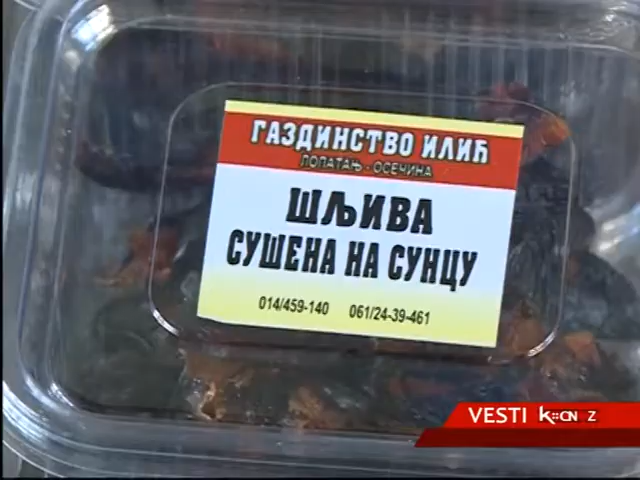 ГАЗДИНСТВО ИЛИЋ
ЛОПАТАЊ - ОСЕЧИНА
ШЉИВА
СУШЕНА НА СУНЦУ
014/459-140 061/24-39-461
VESTI